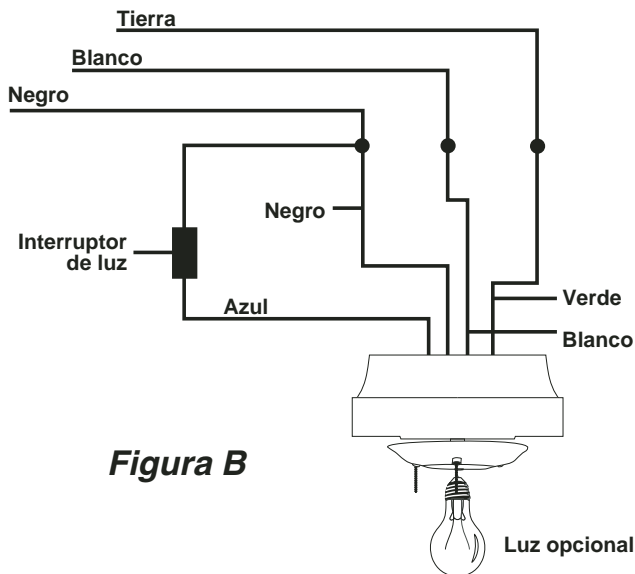 Tierra
Blanco
Negro
Negro
Interruptor
de luz
Azul
Verde
Blanco
Figura B
Luz opcional